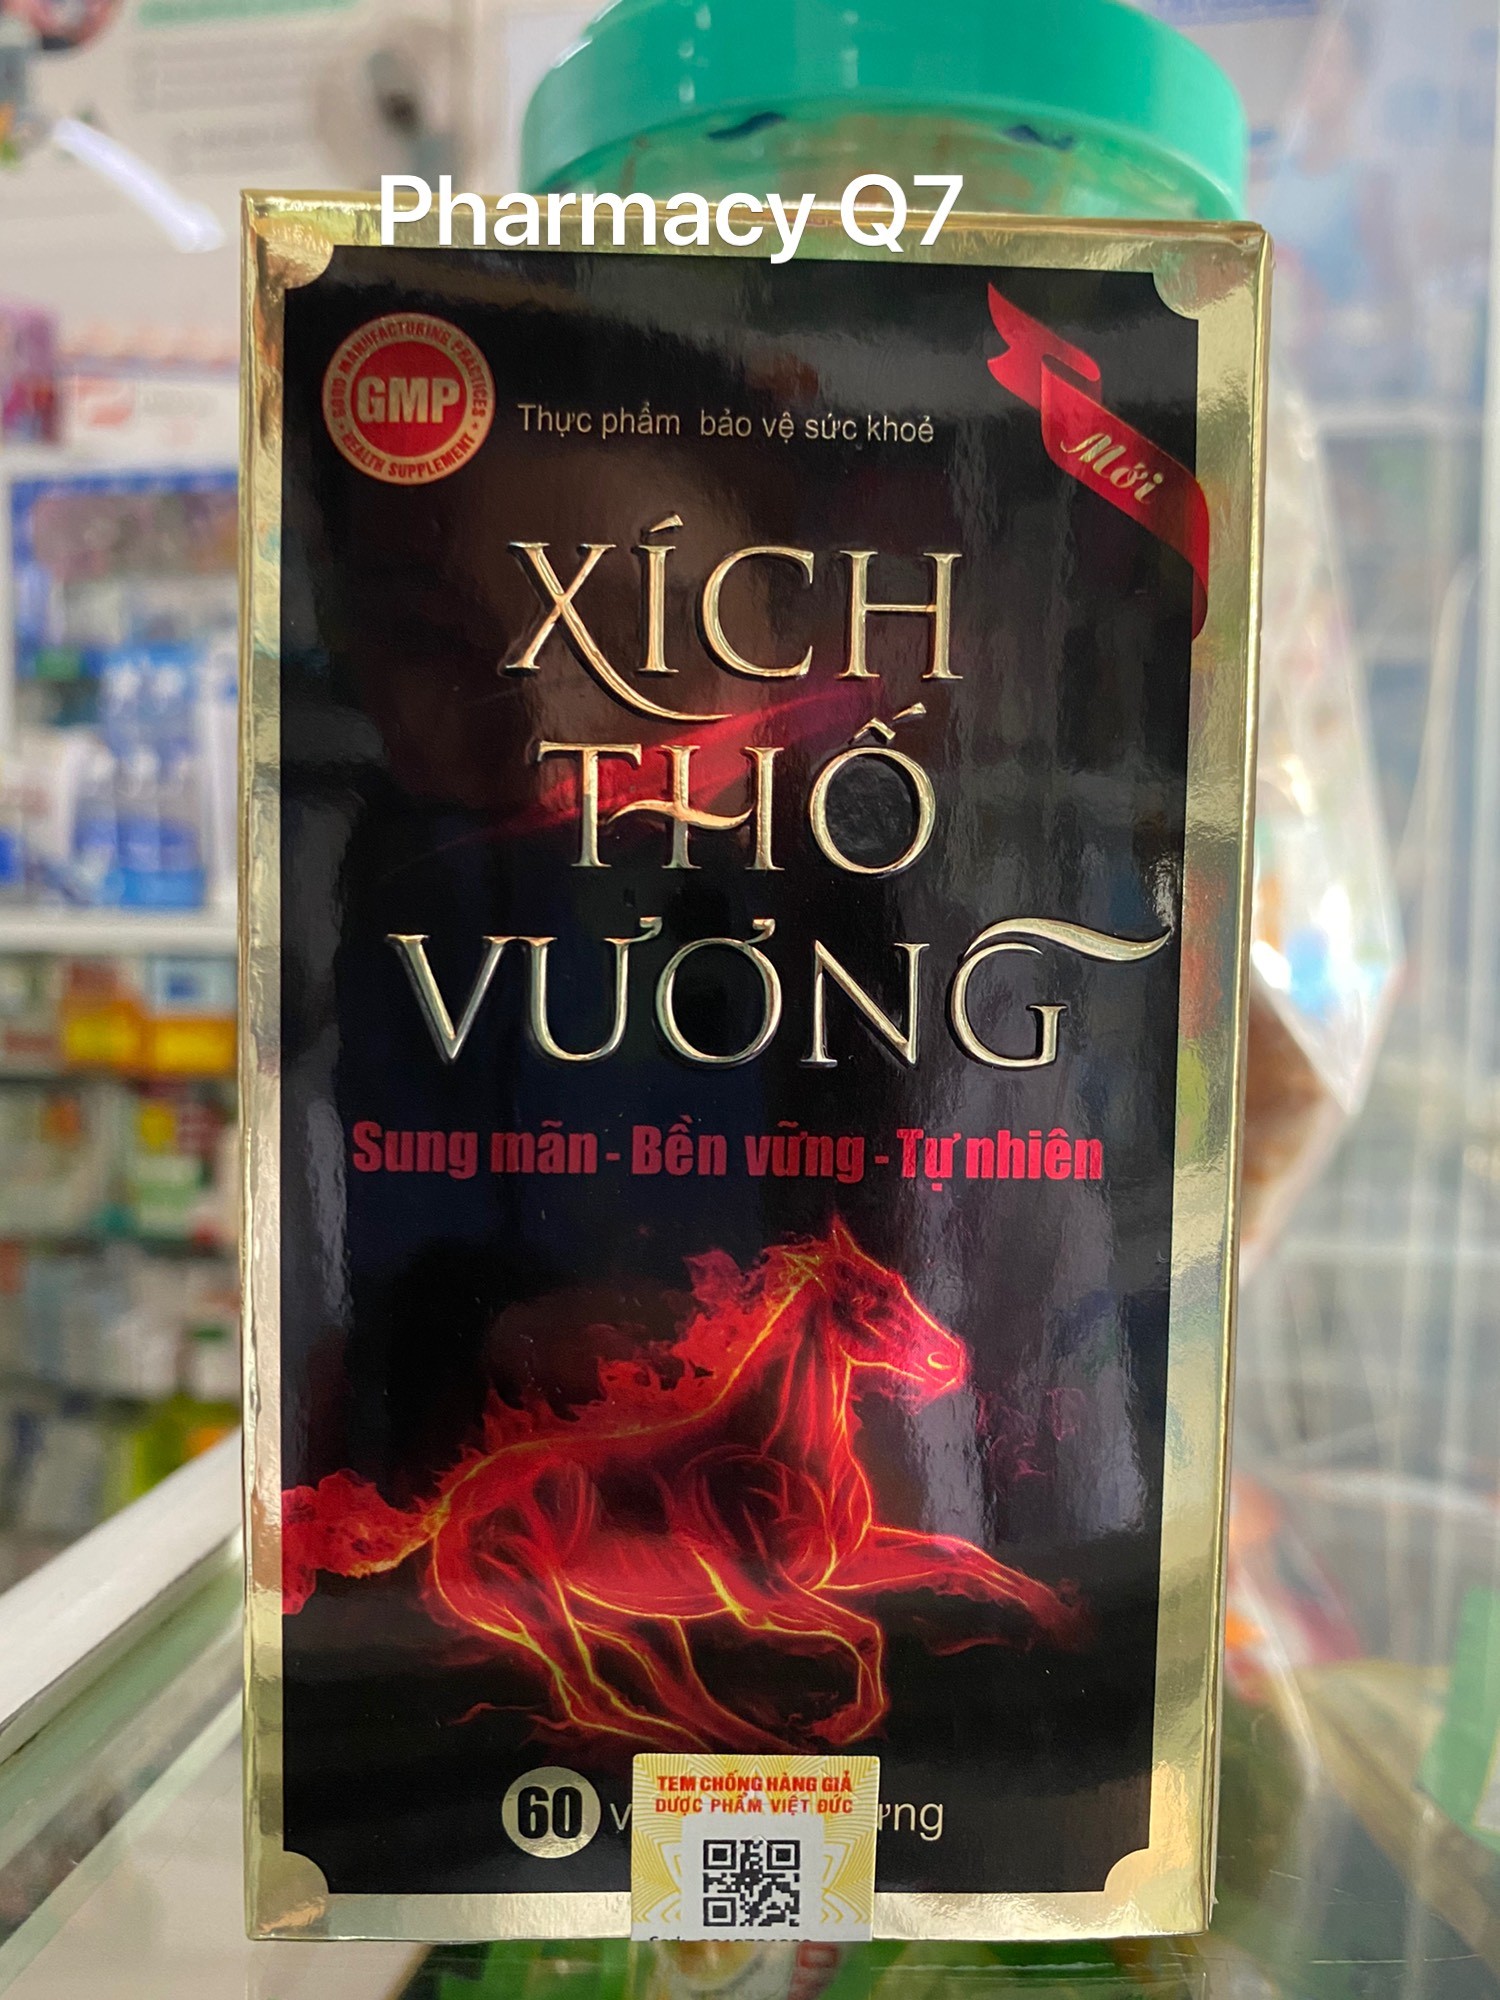 Pharmacy Q7
GOOD MANUFACTURING PRACTICES
GMP
HEALTH SUPPLEMENT
Thực phẩm bảo vệ sức khoẻ
Mới
XÍCH
THỐ
VƯƠNG
Sung mãn - Bền vững - Tự nhiên
TEM CHỐNG HÀNG GIẢ
DƯỢC PHẨM VIỆT ĐỨC
60